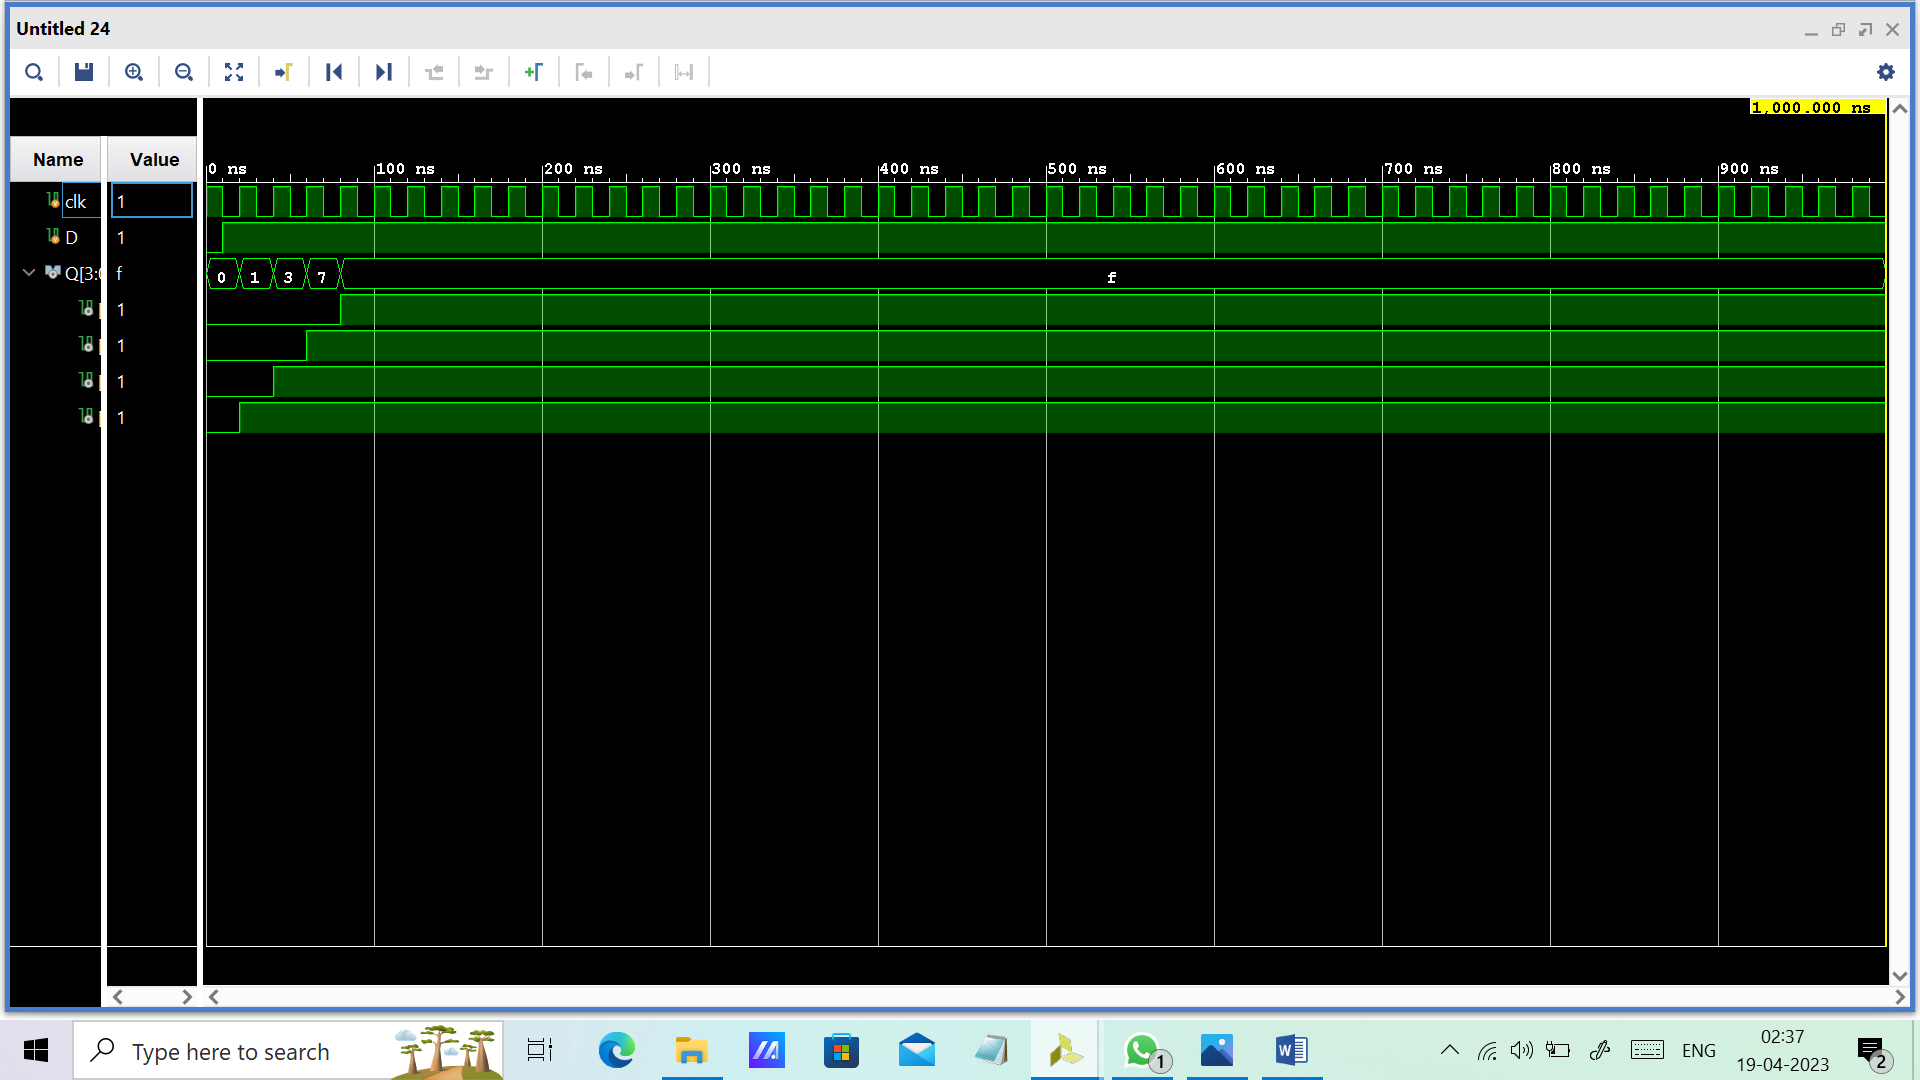 Untitled 24
1,000.000 ns
Name Value
0 ns 100 ns 200 ns 300 ns 400 ns 500 ns 600 ns 700 ns 800 ns 900 ns
clk 1
D 1
Q[3:0 f 0 1 3 7 f
1
1
1
1
Type here to search
1
ENG
02:37
19-04-2023
2